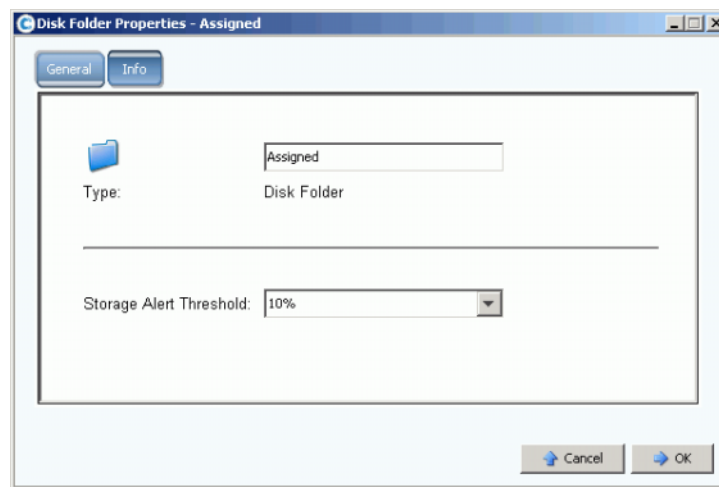 Disk Folder Properties - Assigned
General Info
Assigned
Type: Disk Folder
Storage Alert Threshold: 10%
Cancel OK